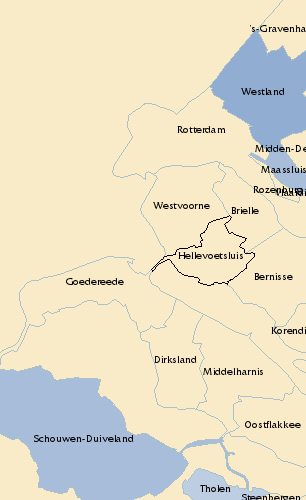 's-Gravenha
Westland
Rotterdam
Midden-De
Maassluis
Rozenburg
Westvoorne
Brielle
Hellevoetsluis
Bernisse
Goedereede
Korendi
Dirksland
Middelharnis
Oostflakkee
Schouwen-Duiveland
Tholen
Steenbergen